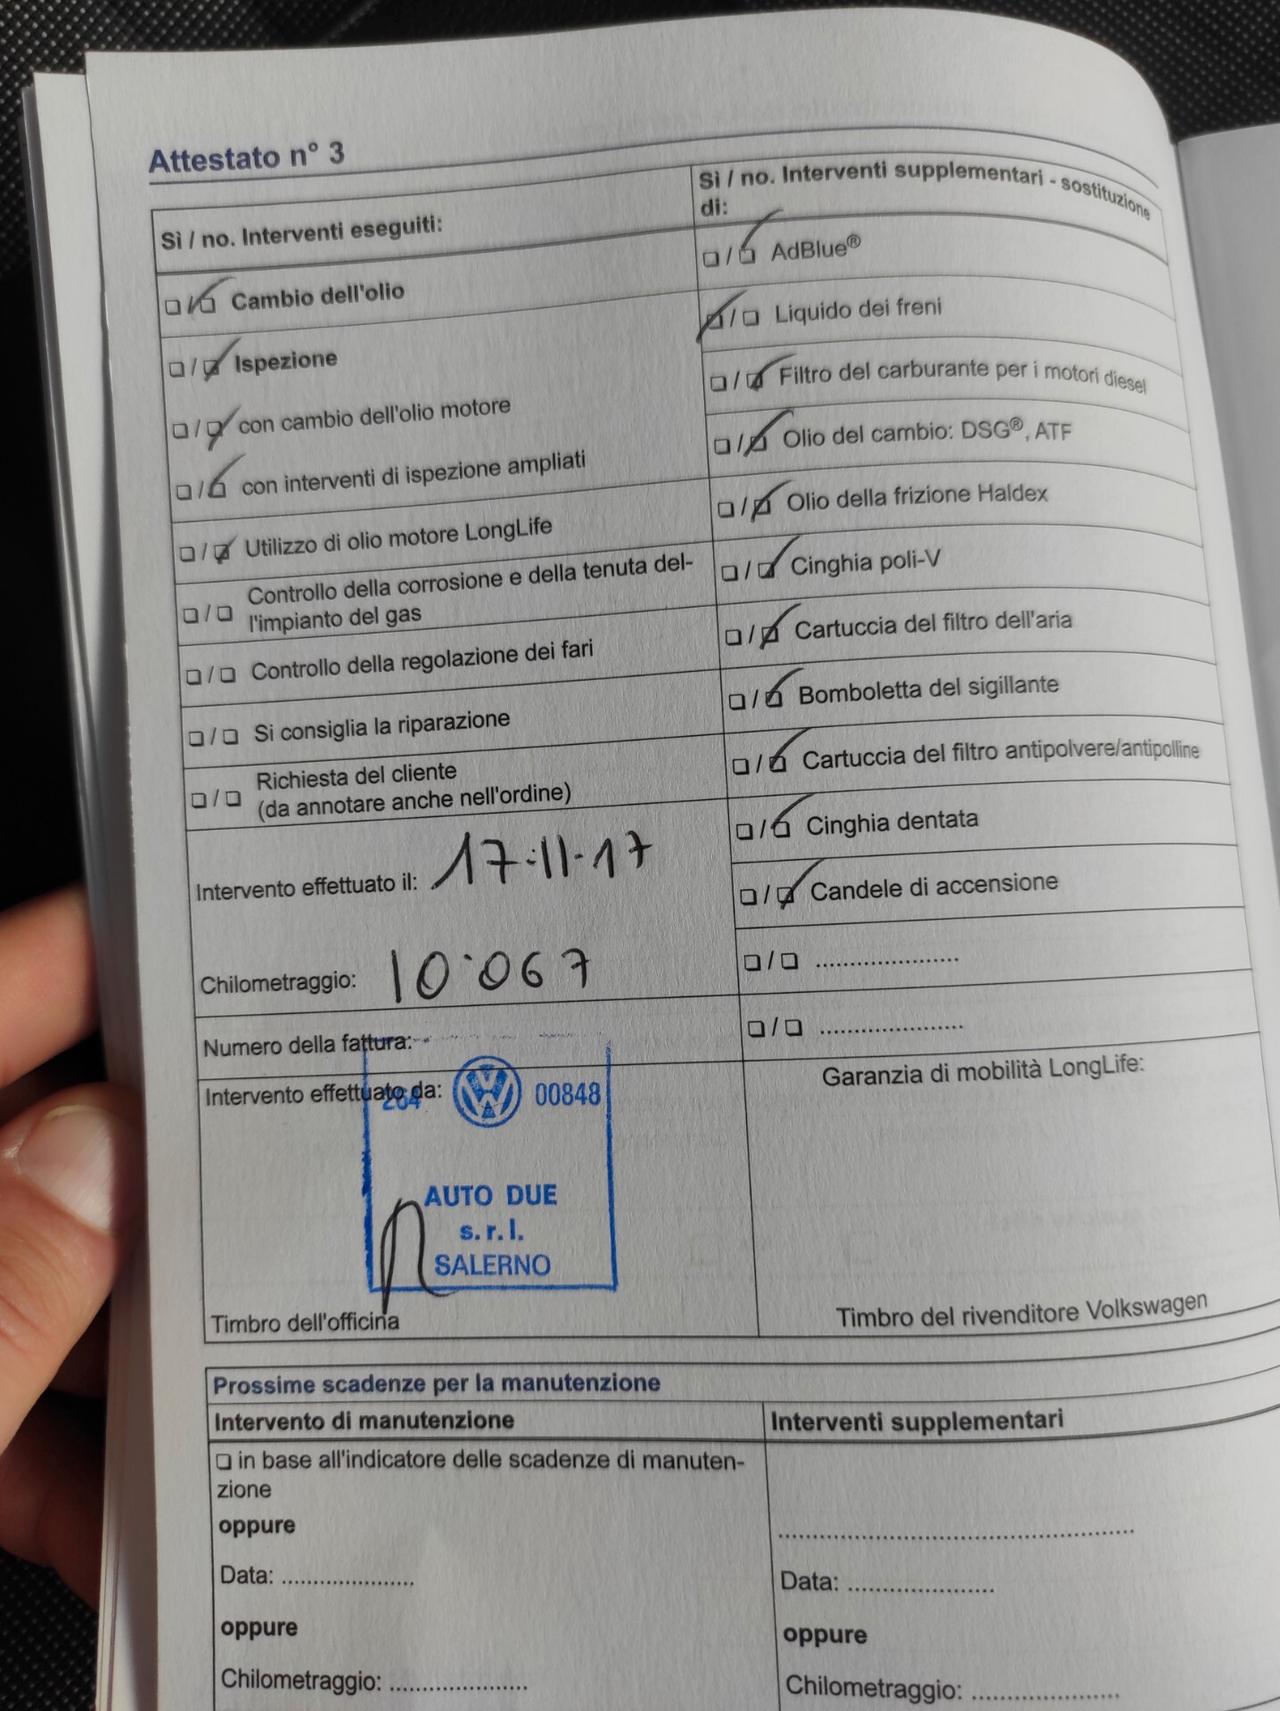 Attestato n° 3
Sì / no. Interventi eseguiti:
❏ / ❏ Cambio dell'olio
❏ / ❏ Ispezione
❏ / ❏ con cambio dell'olio motore
❏ / ❏ con interventi di ispezione ampliati
❏ / ❏ Utilizzo di olio motore LongLife
❏ / ❏ Controllo della corrosione e della tenuta del-
l'impianto del gas
❏ / ❏ Controllo della regolazione dei fari
❏ / ❏ Si consiglia la riparazione
❏ / ❏ Richiesta del cliente
(da annotare anche nell'ordine)
Intervento effettuato il: 17·11·17
Chilometraggio: 10·067
Numero della fattura:
Intervento effettuato da:
264 00848
AUTO DUE
s.r.l.
SALERNO
Timbro dell'officina
Sì / no. Interventi supplementari - sostituzione
di:
❏ / ❏ AdBlue®
❏ / ❏ Liquido dei freni
❏ / ❏ Filtro del carburante per i motori diesel
❏ / ❏ Olio del cambio: DSG®, ATF
❏ / ❏ Olio della frizione Haldex
❏ / ❏ Cinghia poli-V
❏ / ❏ Cartuccia del filtro dell'aria
❏ / ❏ Bomboletta del sigillante
❏ / ❏ Cartuccia del filtro antipolvere/antipolline
❏ / ❏ Cinghia dentata
❏ / ❏ Candele di accensione
❏ / ❏ ......................
❏ / ❏ ......................
Garanzia di mobilità LongLife:
Timbro del rivenditore Volkswagen
Prossime scadenze per la manutenzione
Intervento di manutenzione
❏ in base all'indicatore delle scadenze di manuten-
zione
oppure
Data: .....................
oppure
Chilometraggio: ......................
Interventi supplementari
.......................................................
Data: ......................
oppure
Chilometraggio: ......................